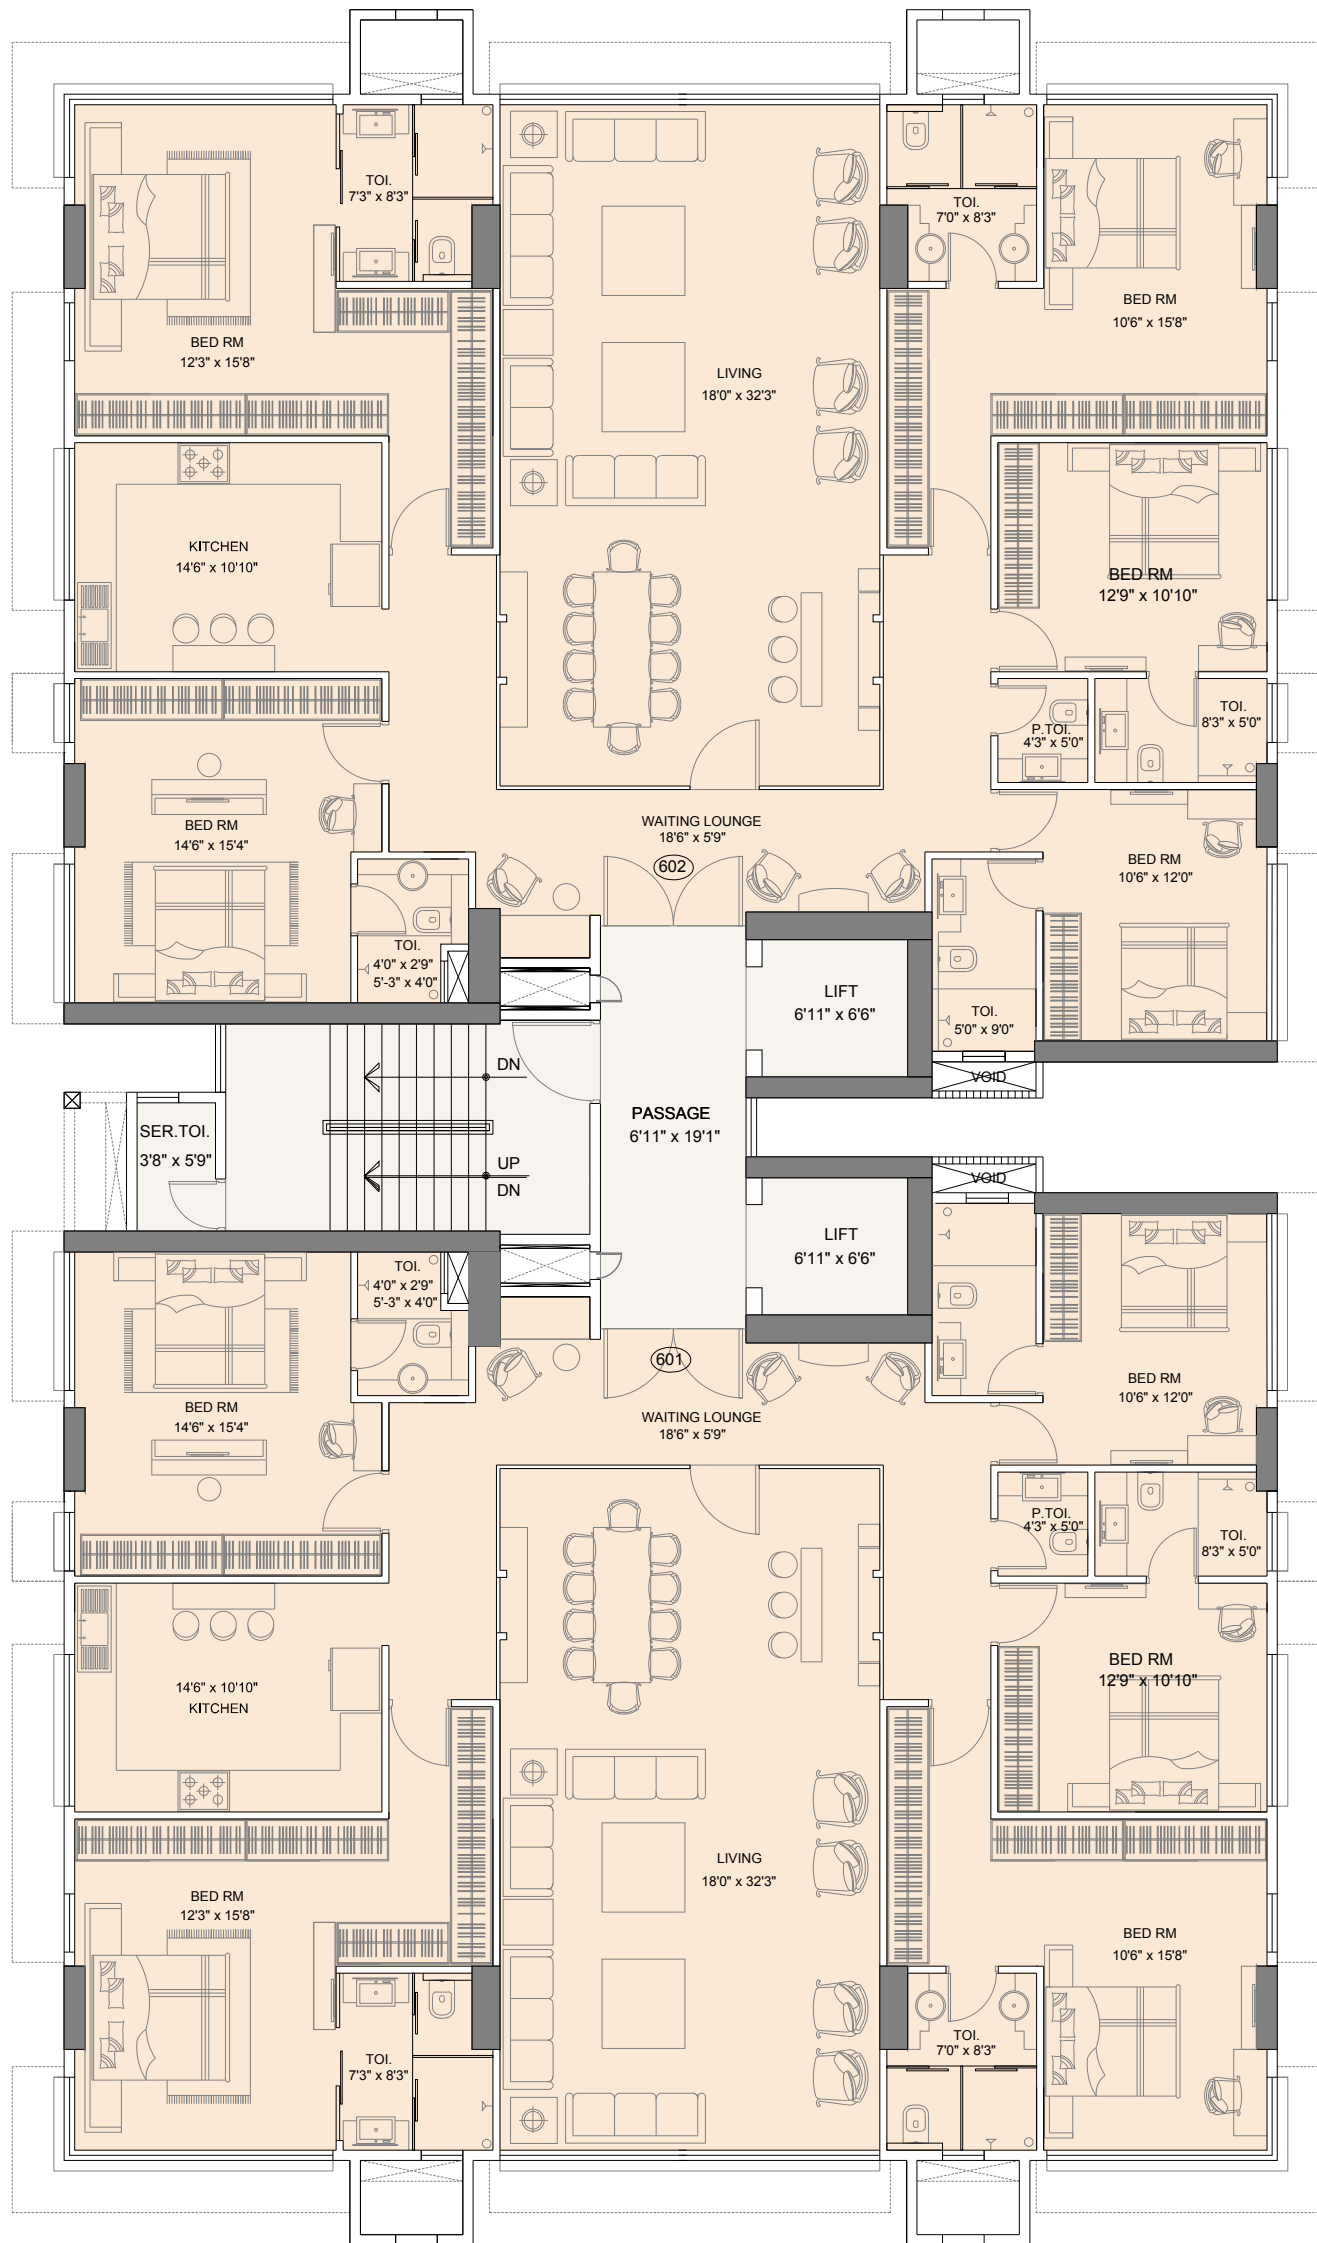 TOI.
7'3" x 8'3"
TOI.
7'0" x 8'3"
BED RM
12'3" x 15'8"
LIVING
18'0" x 32'3"
BED RM
10'6" x 15'8"
KITCHEN
14'6" x 10'10"
BED RM
12'9" x 10'10"
P.TOI.
4'3" x 5'0"
TOI.
8'3" x 5'0"
BED RM
14'6" x 15'4"
WAITING LOUNGE
18'6" x 5'9"
602
BED RM
10'6" x 12'0"
TOI.
4'0" x 2'9"
5'-3" x 4'0"
LIFT
6'11" x 6'6"
TOI.
5'0" x 9'0"
VOID
DN
PASSAGE
6'11" x 19'1"
SER.TOI.
3'8" x 5'9"
UP
DN
VOID
LIFT
6'11" x 6'6"
TOI.
4'0" x 2'9"
5'-3" x 4'0"
601
BED RM
14'6" x 15'4"
WAITING LOUNGE
18'6" x 5'9"
BED RM
10'6" x 12'0"
P.TOI.
4'3" x 5'0"
TOI.
8'3" x 5'0"
14'6" x 10'10"
KITCHEN
BED RM
12'9" x 10'10"
LIVING
18'0" x 32'3"
BED RM
12'3" x 15'8"
BED RM
10'6" x 15'8"
TOI.
7'3" x 8'3"
TOI.
7'0" x 8'3"